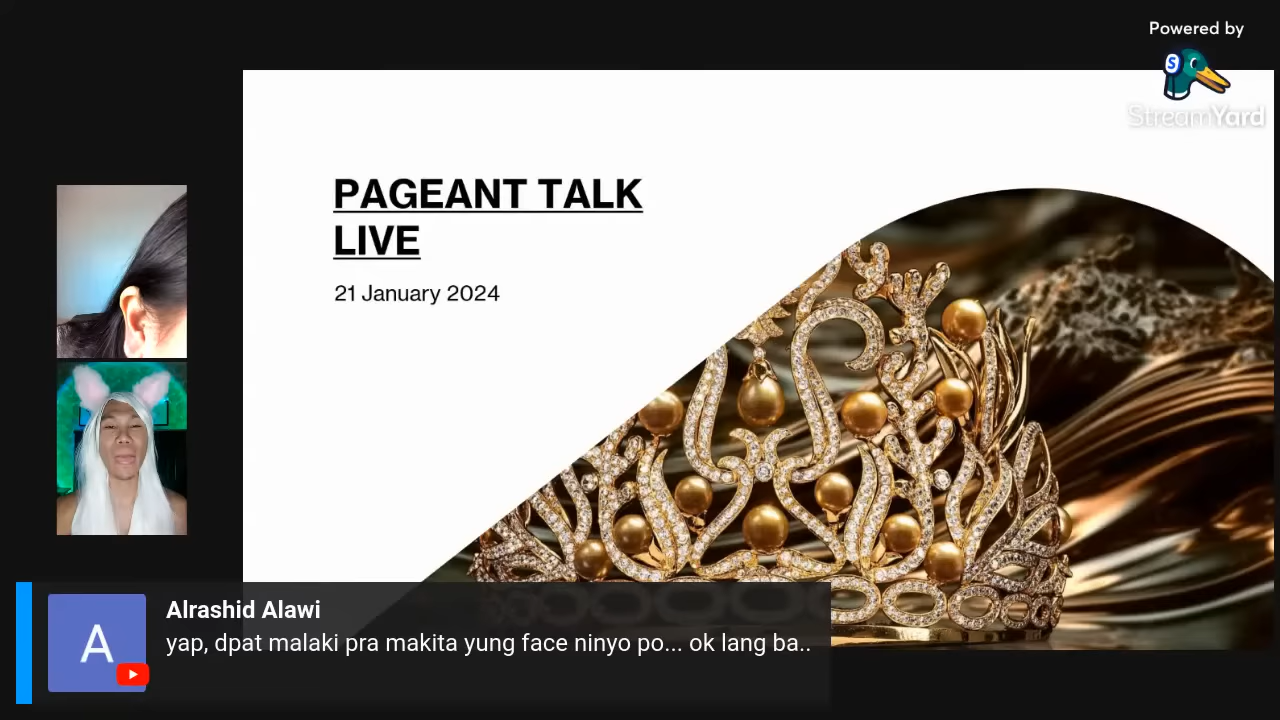 Powered by
S
StreamYard
PAGEANT TALK
LIVE
21 January 2024
A
Alrashid Alawi
yap, dpat malaki pra makita yung face ninyo po... ok lang ba..